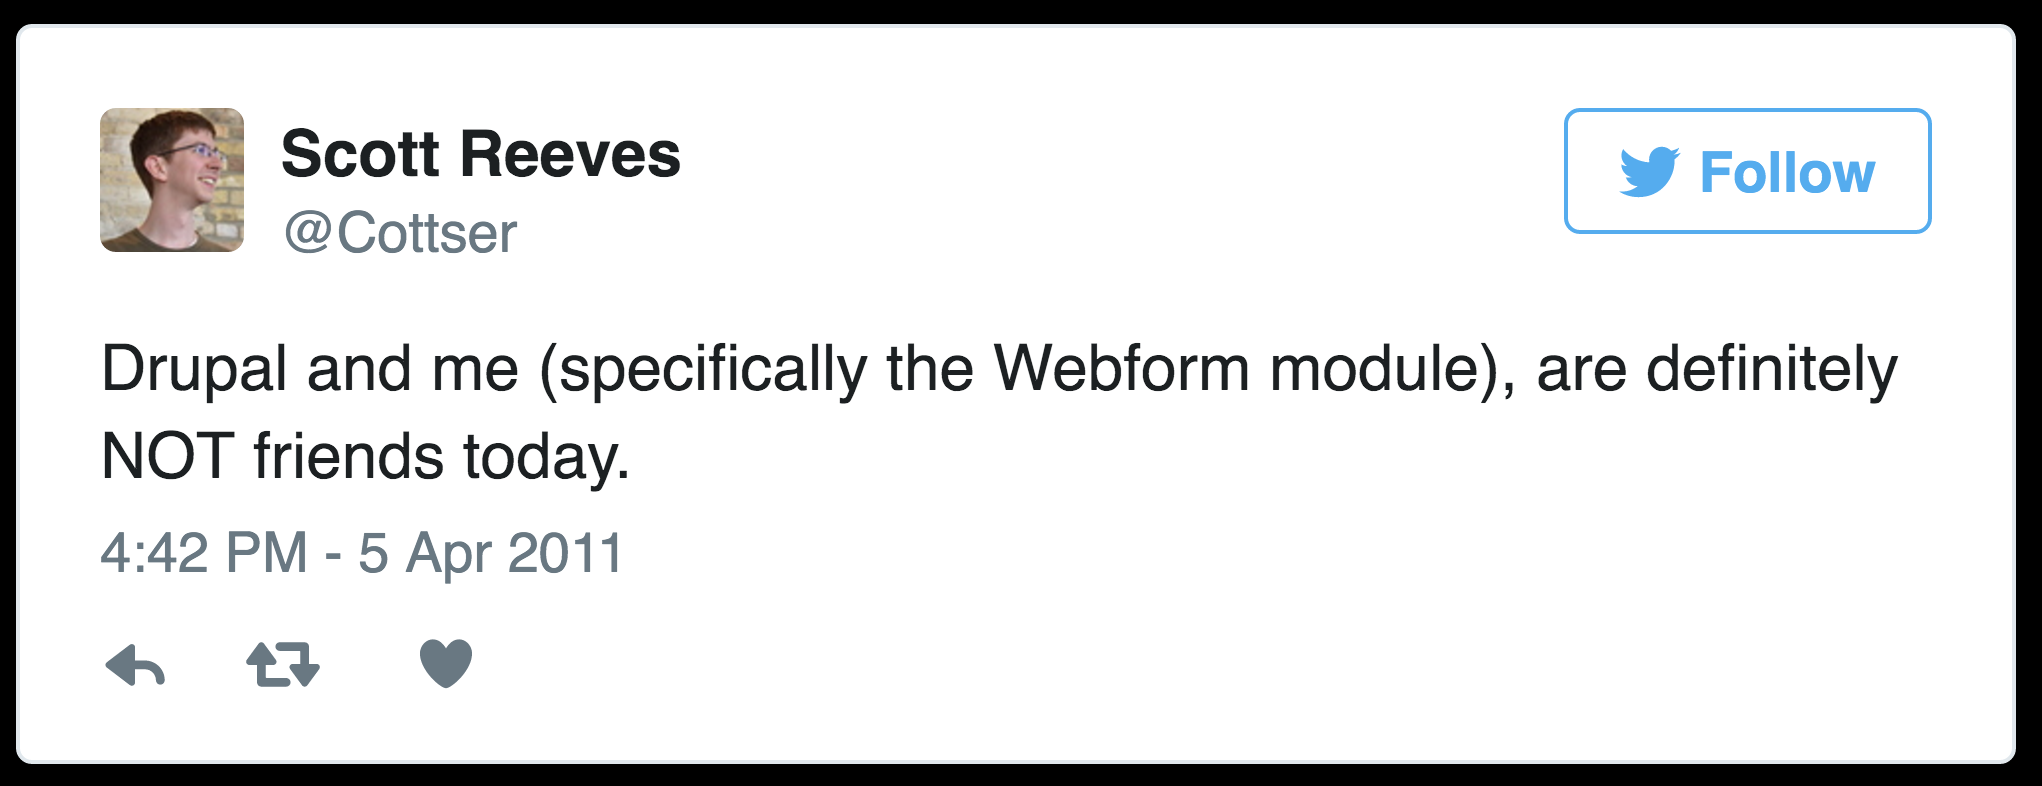 Scott Reeves
@Cottser
Follow
Drupal and me (specifically the Webform module), are definitely
NOT friends today.
4:42 PM - 5 Apr 2011